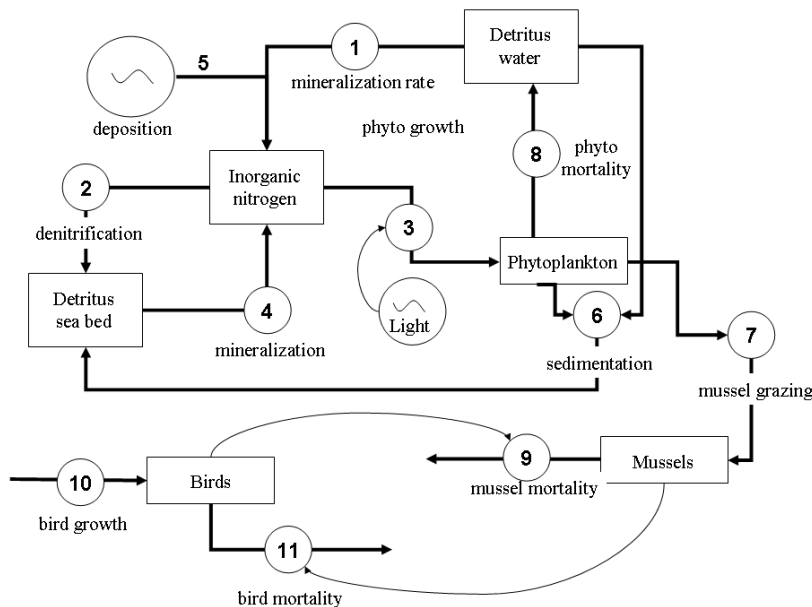 1
Detritus
water
5
mineralization rate
deposition
phyto growth
8
phyto
mortality
2
Inorganic
nitrogen
3
denitrification
Phytoplankton
Detritus
sea bed
4
Light
6
7
mineralization
sedimentation
mussel grazing
10
Birds
9
Mussels
mussel mortality
bird growth
11
bird mortality